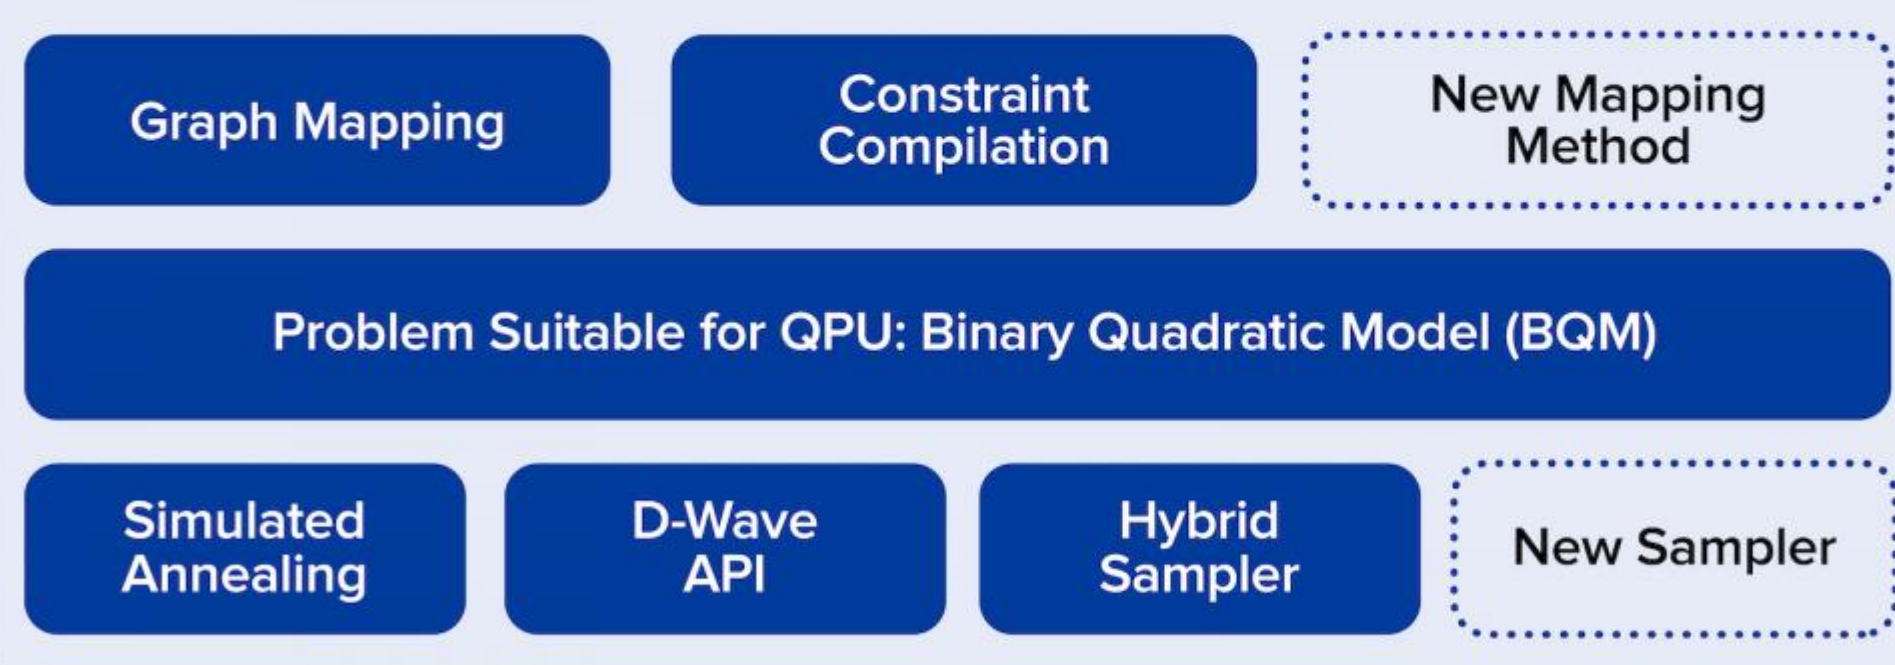 Graph Mapping
Constraint
Compilation
New Mapping
Method
Problem Suitable for QPU: Binary Quadratic Model (BQM)
Simulated
Annealing
D-Wave
API
Hybrid
Sampler
New Sampler